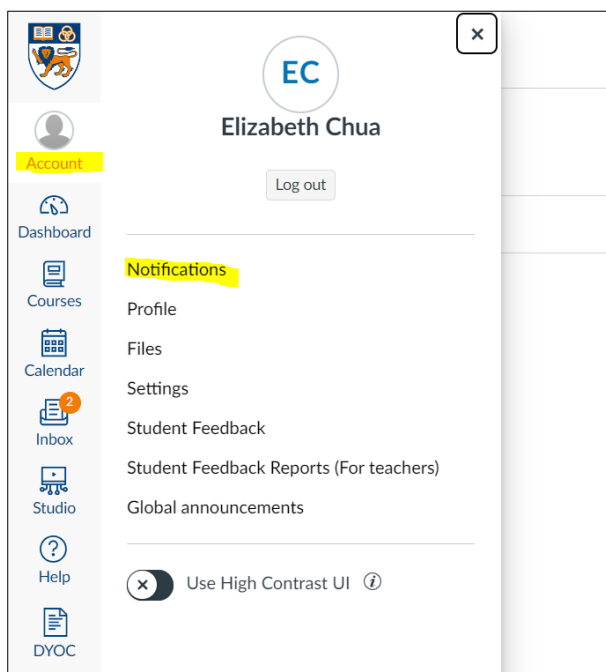 Account
Dashboard
Courses
Calendar
2
Inbox
Studio
Help
DYOC
EC
Elizabeth Chua
Log out
Notifications
Profile
Files
Settings
Student Feedback
Student Feedback Reports (For teachers)
Global announcements
Use High Contrast UI